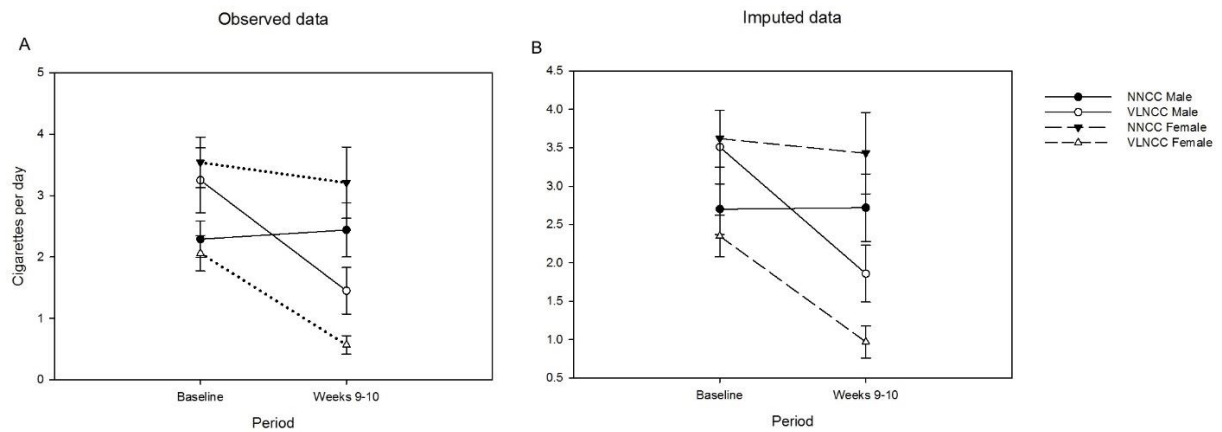 Observed data
Imputed data
A
B
5
4
3
2
1
0
Cigarettes per day
Baseline
Weeks 9-10
Period
4.5
4.0
3.5
3.0
2.5
2.0
1.5
1.0
0.5
Baseline
Weeks 9-10
Period
NNCC Male
VLNCC Male
NNCC Female
VLNCC Female